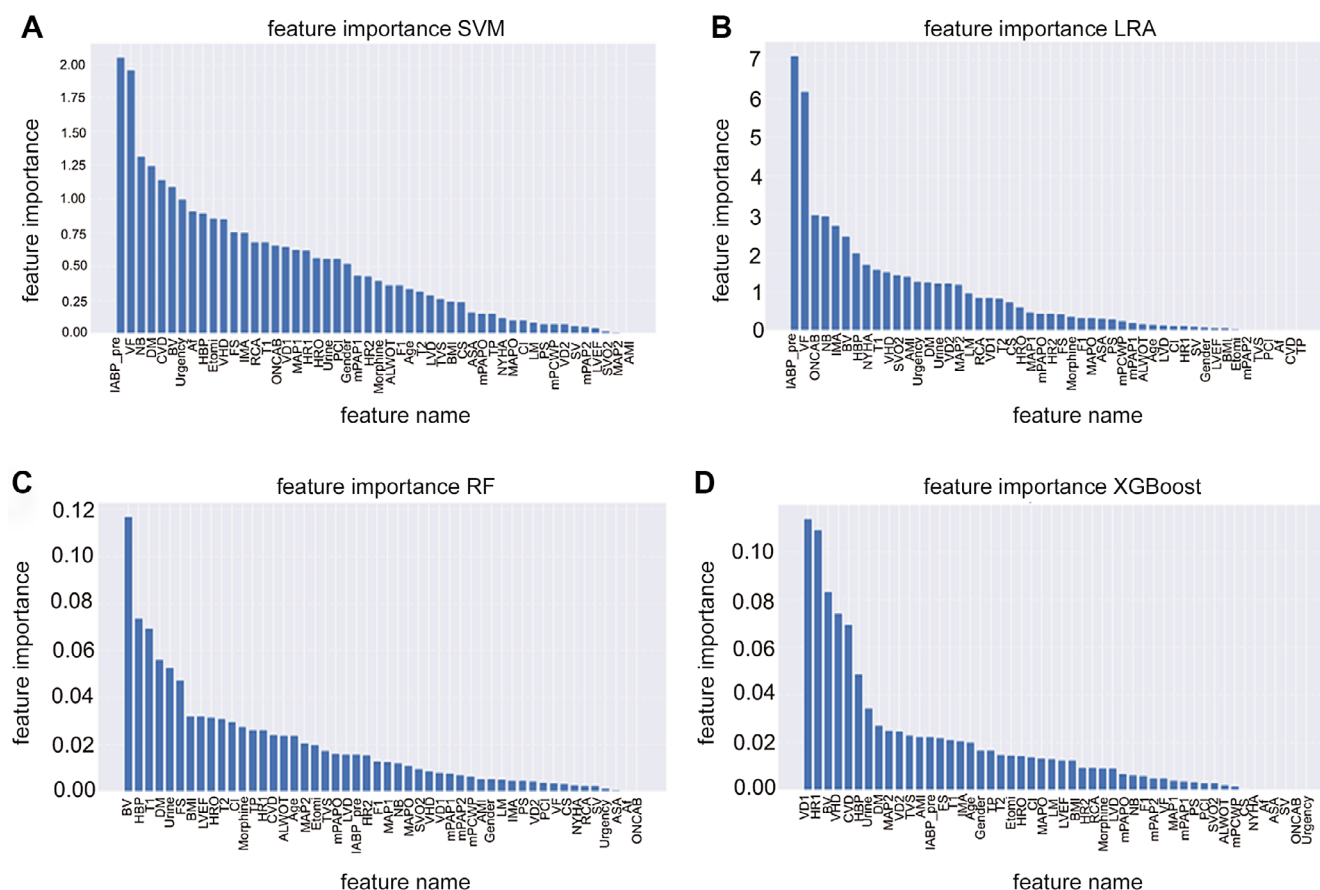 A
feature importance SVM
feature importance
2.00
1.75
1.50
1.25
1.00
0.75
0.50
0.25
0.00
IABP_pre VF NB DM CVD BV Urgency Af HBP Etomi VHD FS IMA RCA T1 ONCAB VD1 MAP1 HR1 HRO Urine PCI Gender mPAP1 HR2 Morphine ALWOT F1 Age T2 LVD TVS BMI CS ASA mPAPO TP NYHA MAPO CI LM PS mPCWP VD2 SV mPAP2 LVEF SVO2 MAP2 AMI
feature name
B
feature importance LRA
feature importance
7
6
5
4
3
2
1
0
IABP_pre VF ONCAB NB IMA BV HBP NYHA T1 VHD SVO2 AMI Urgency DM Urine VD2 MAP2 LM RCA VD1 T2 CS HRO MAP1 mPAPO HR2 FS Morphine MAPO ASA PS mPCWP mPAP1 ALWOT Age LVD CI HR1 SV Gender LVEF BMI Etomi mPAP2 TVS PCI Af CVD TP
feature name
C
feature importance RF
feature importance
0.12
0.10
0.08
0.06
0.04
0.02
0.00
BV HBP T1 DM Urine FS BMI LVEF HRO T2 CI Morphine TP HR1 CVD ALWOT Age MAP2 Etomi TVS mPAPO LVD IABP_pre HR2 F1 MAP1 NB MAPO SVO2 VHD VD1 mPAP1 mPAP2 mPCWP AMI Gender LM IMA PS VD2 PCI VF CS NYHA RCA SV Urgency ASA Af ONCAB
feature name
D
feature importance XGBoost
feature importance
0.10
0.08
0.06
0.04
0.02
0.00
VD1 HR1 BV VHD CVD HBP Urine DM MAP2 VD2 TVS AMI IABP_pre FS T1 IMA Age Gender TP T2 Etomi HRO CI MAPO LM LVEF BMI HR2 RCA Morphine LVD mPAPO NB F1 mPAP2 VF MAP1 mPAP1 PS PCI SVO2 ALWOT mPCWP CS NYHA Af ASA SV ONCAB Urgency
feature name